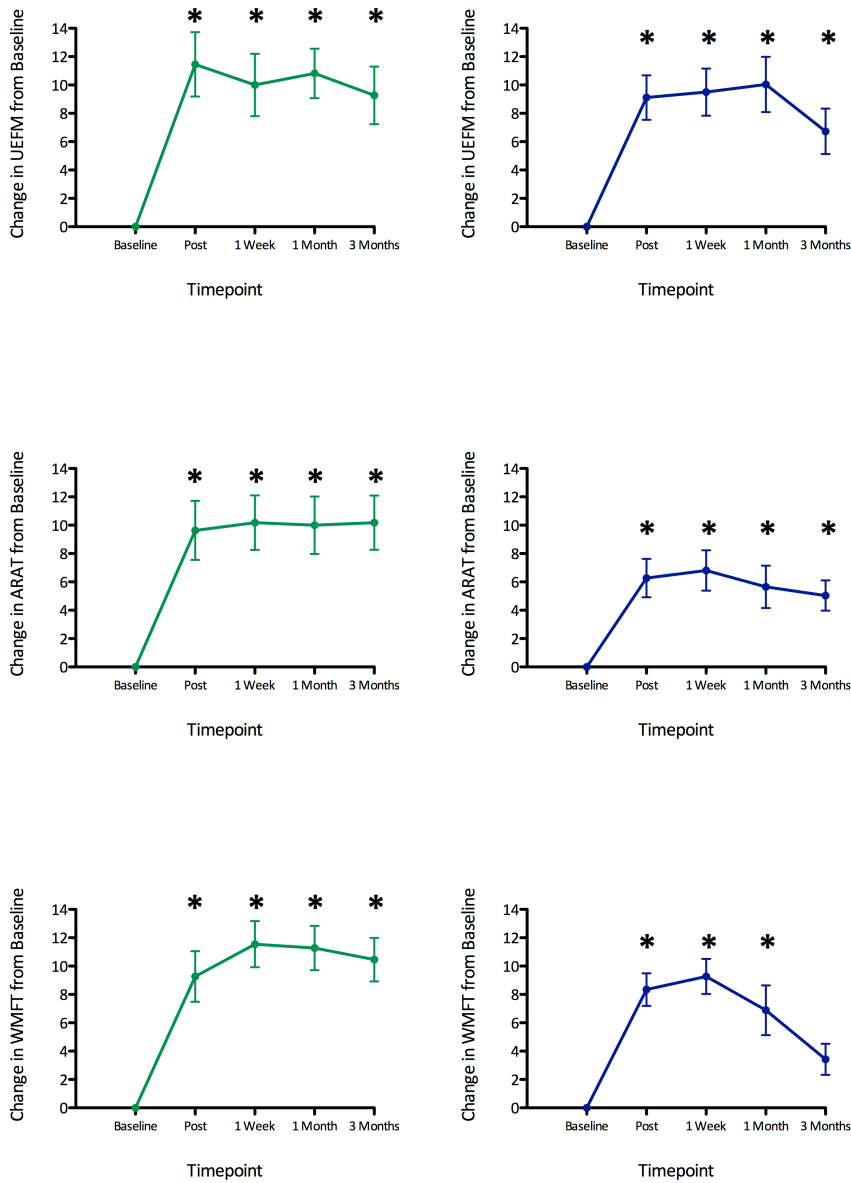 Change in UEFM from Baseline
14
12
10
8
6
4
2
0
* * * *
Baseline Post 1 Week 1 Month 3 Months
Timepoint
Change in UEFM from Baseline
14
12
10
8
6
4
2
0
* * * *
Baseline Post 1 Week 1 Month 3 Months
Timepoint
Change in ARAT from Baseline
14
12
10
8
6
4
2
0
* * * *
Baseline Post 1 Week 1 Month 3 Months
Timepoint
Change in ARAT from Baseline
14
12
10
8
6
4
2
0
* * * *
Baseline Post 1 Week 1 Month 3 Months
Timepoint
Change in WMFT from Baseline
14
12
10
8
6
4
2
0
* * * *
Baseline Post 1 Week 1 Month 3 Months
Timepoint
Change in WMFT from Baseline
14
12
10
8
6
4
2
0
* * *
Baseline Post 1 Week 1 Month 3 Months
Timepoint